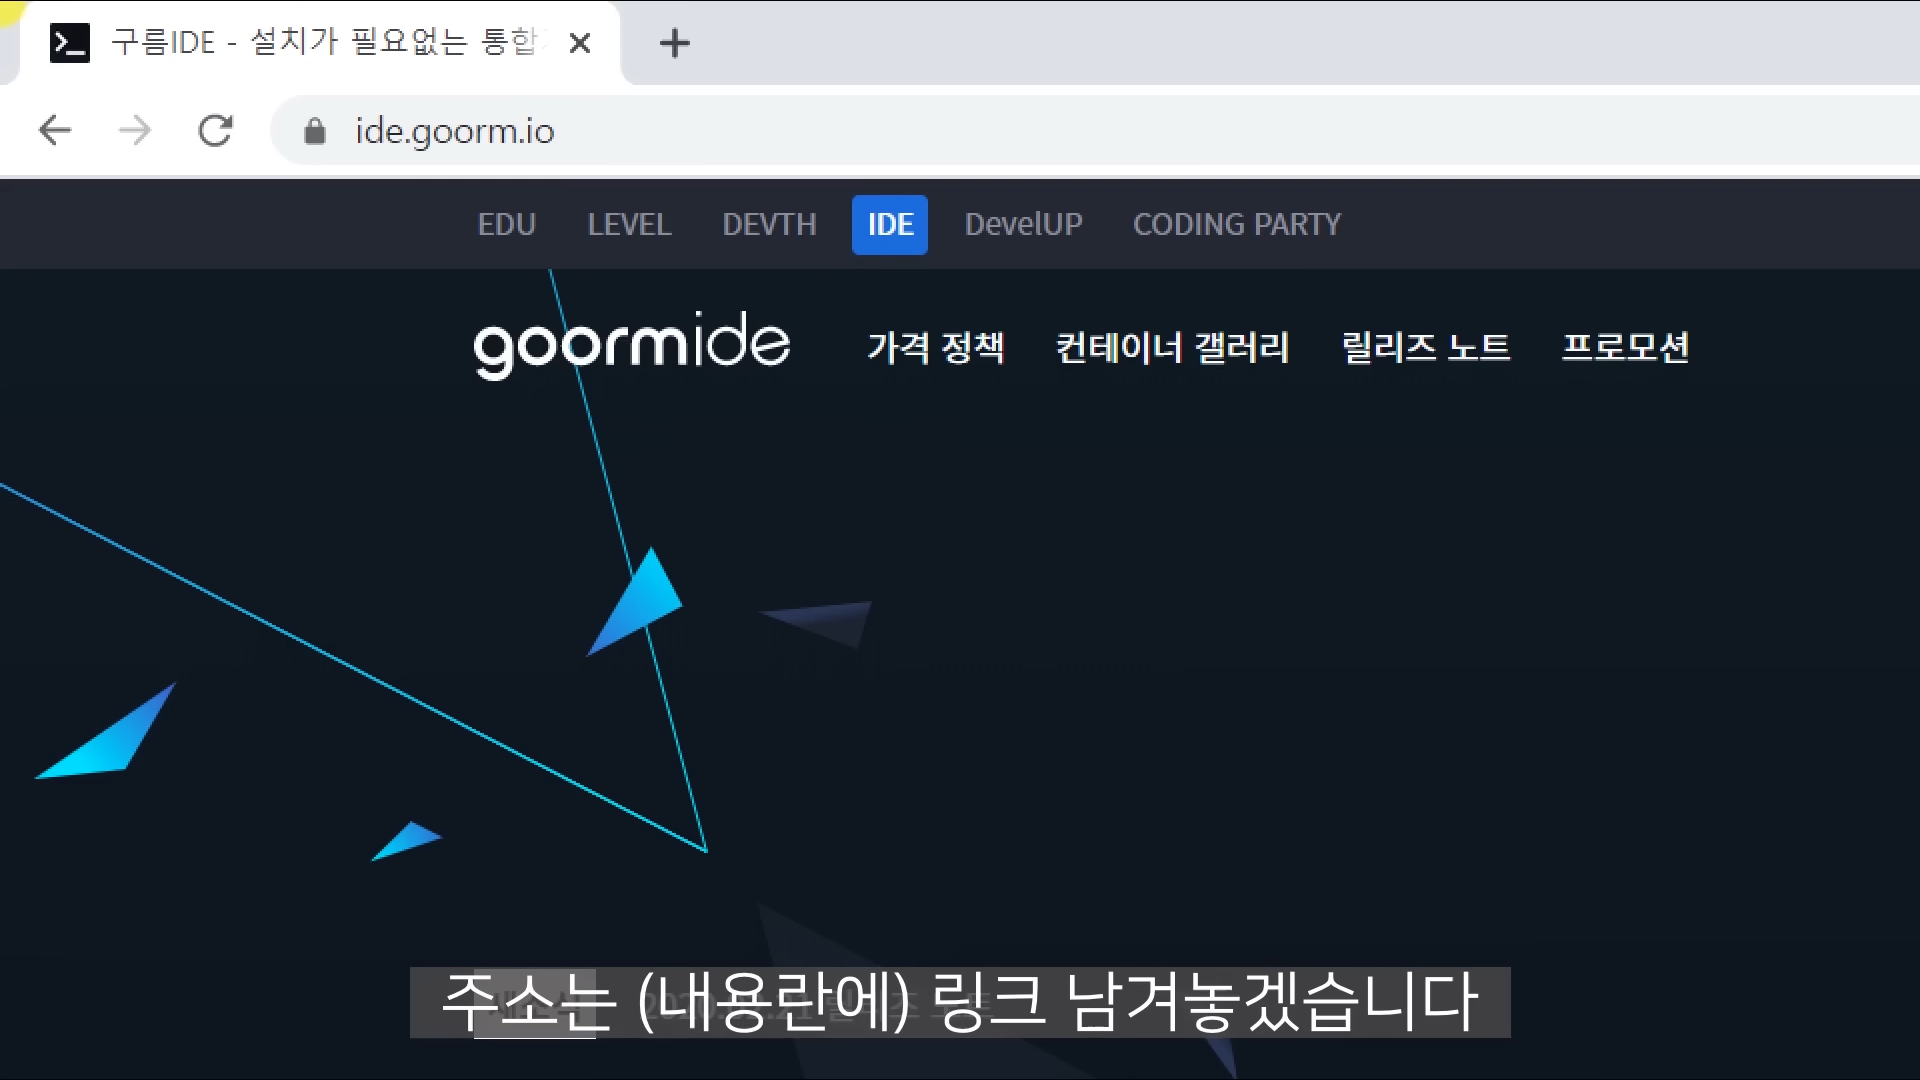 구름IDE - 설치가 필요없는 통합
ide.goorm.io
EDU LEVEL DEVTH IDE DevelUP CODING PARTY
goormide 가격 정책 컨테이너 갤러리 릴리즈 노트 프로모션
주소는 (내용란에) 링크 남겨놓겠습니다